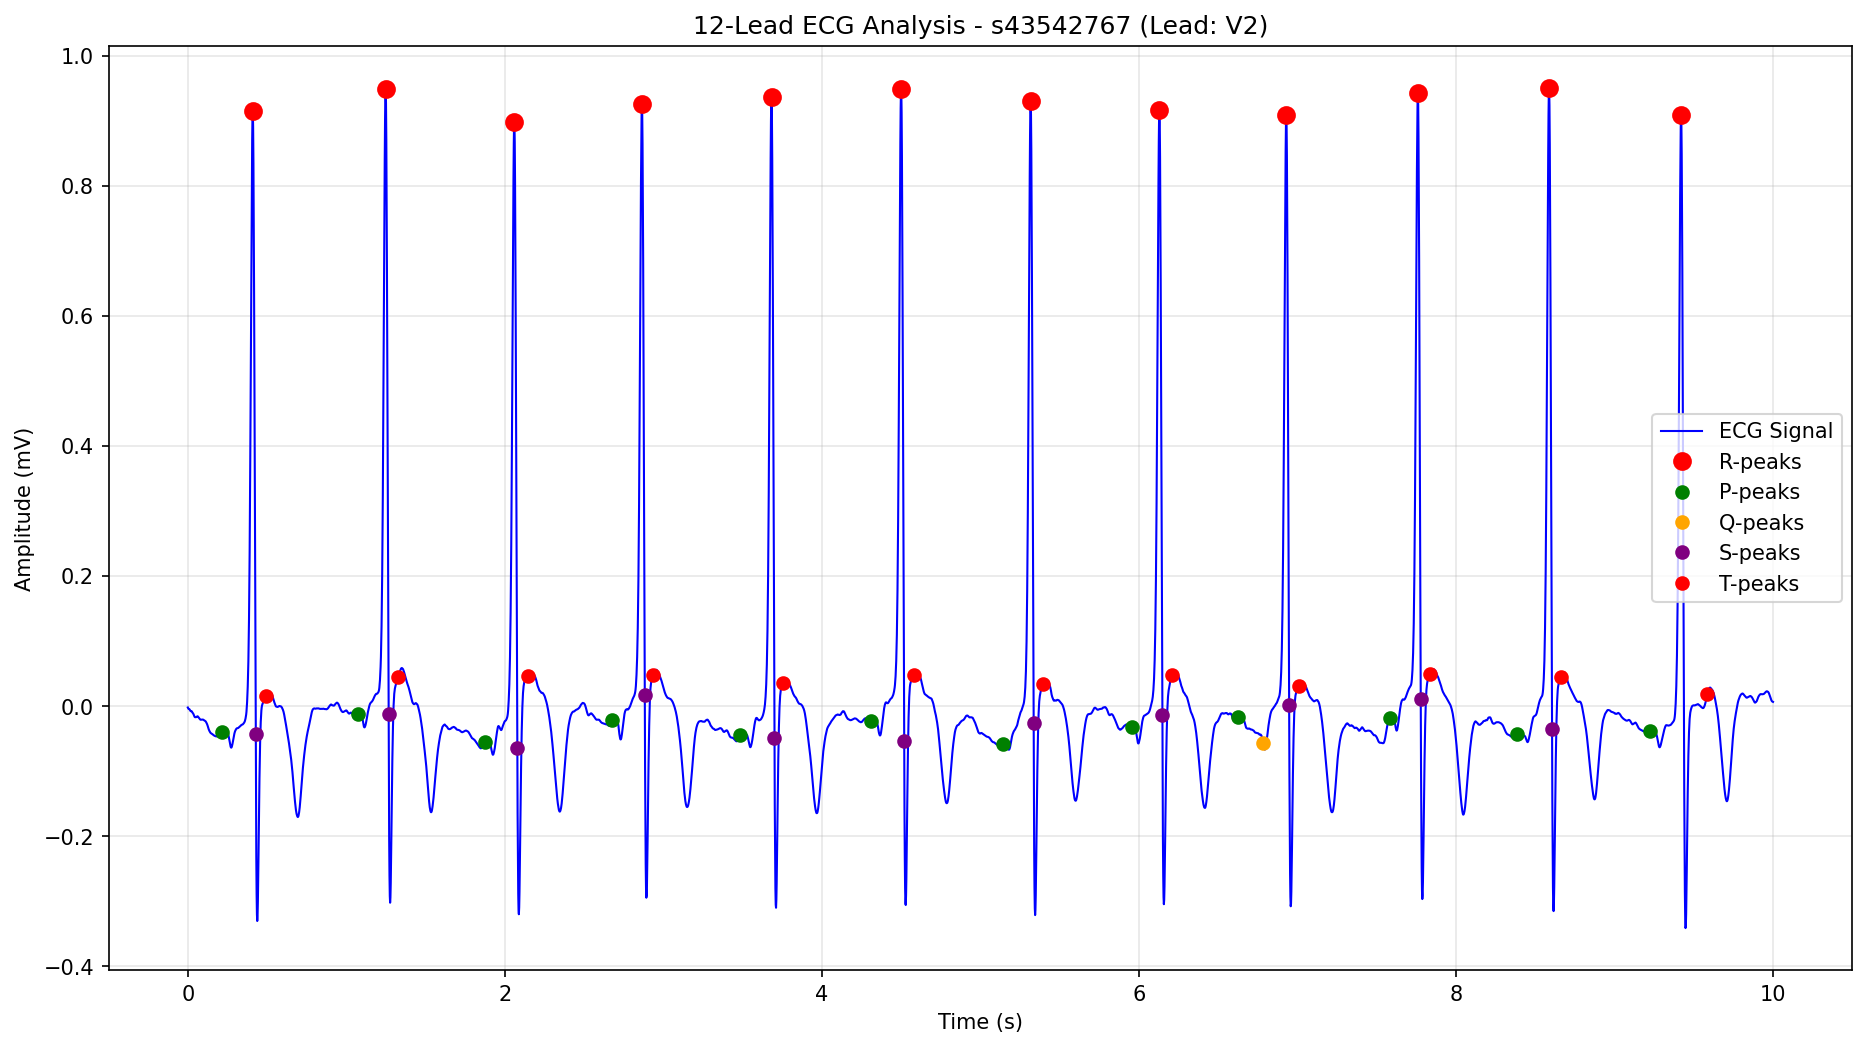 12-Lead ECG Analysis - s43542767 (Lead: V2)
1.0
0.8
0.6
0.4
0.2
0.0
−0.2
−0.4
Amplitude (mV)
ECG Signal
R-peaks
P-peaks
Q-peaks
S-peaks
T-peaks
0 2 4 6 8 10
Time (s)